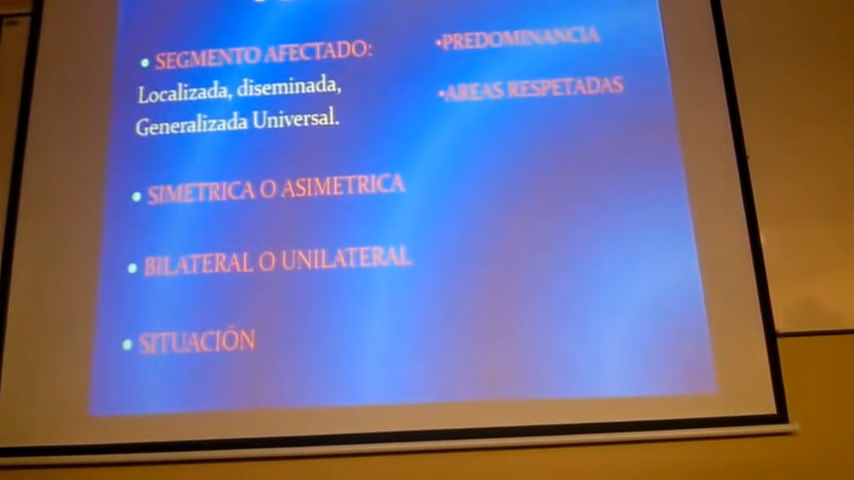 • SEGMENTO AFECTADO:
Localizada, diseminada,
Generalizada Universal.
• SIMETRICA O ASIMETRICA
• BILATERAL O UNILATERAL
• SITUACIÓN
•PREDOMINANCIA
•AREAS RESPETADAS